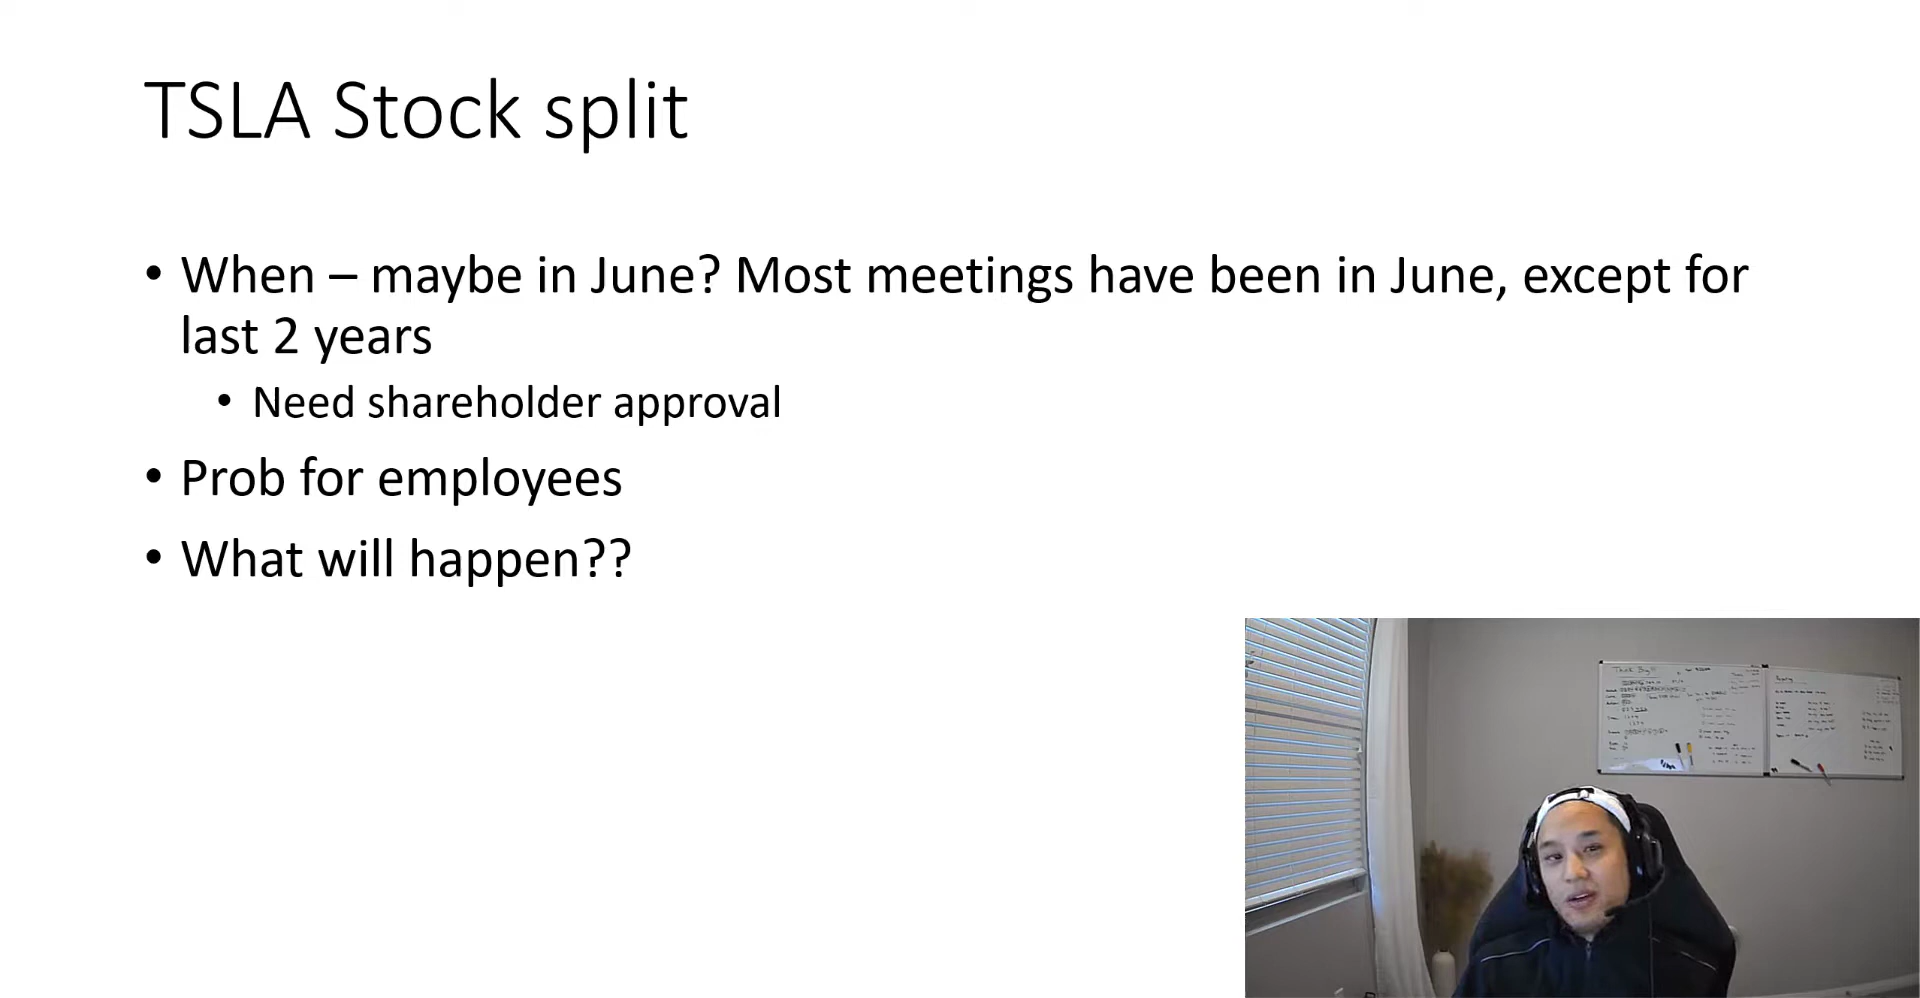 TSLA Stock split
• When – maybe in June? Most meetings have been in June, except for
last 2 years
• Need shareholder approval
• Prob for employees
• What will happen??